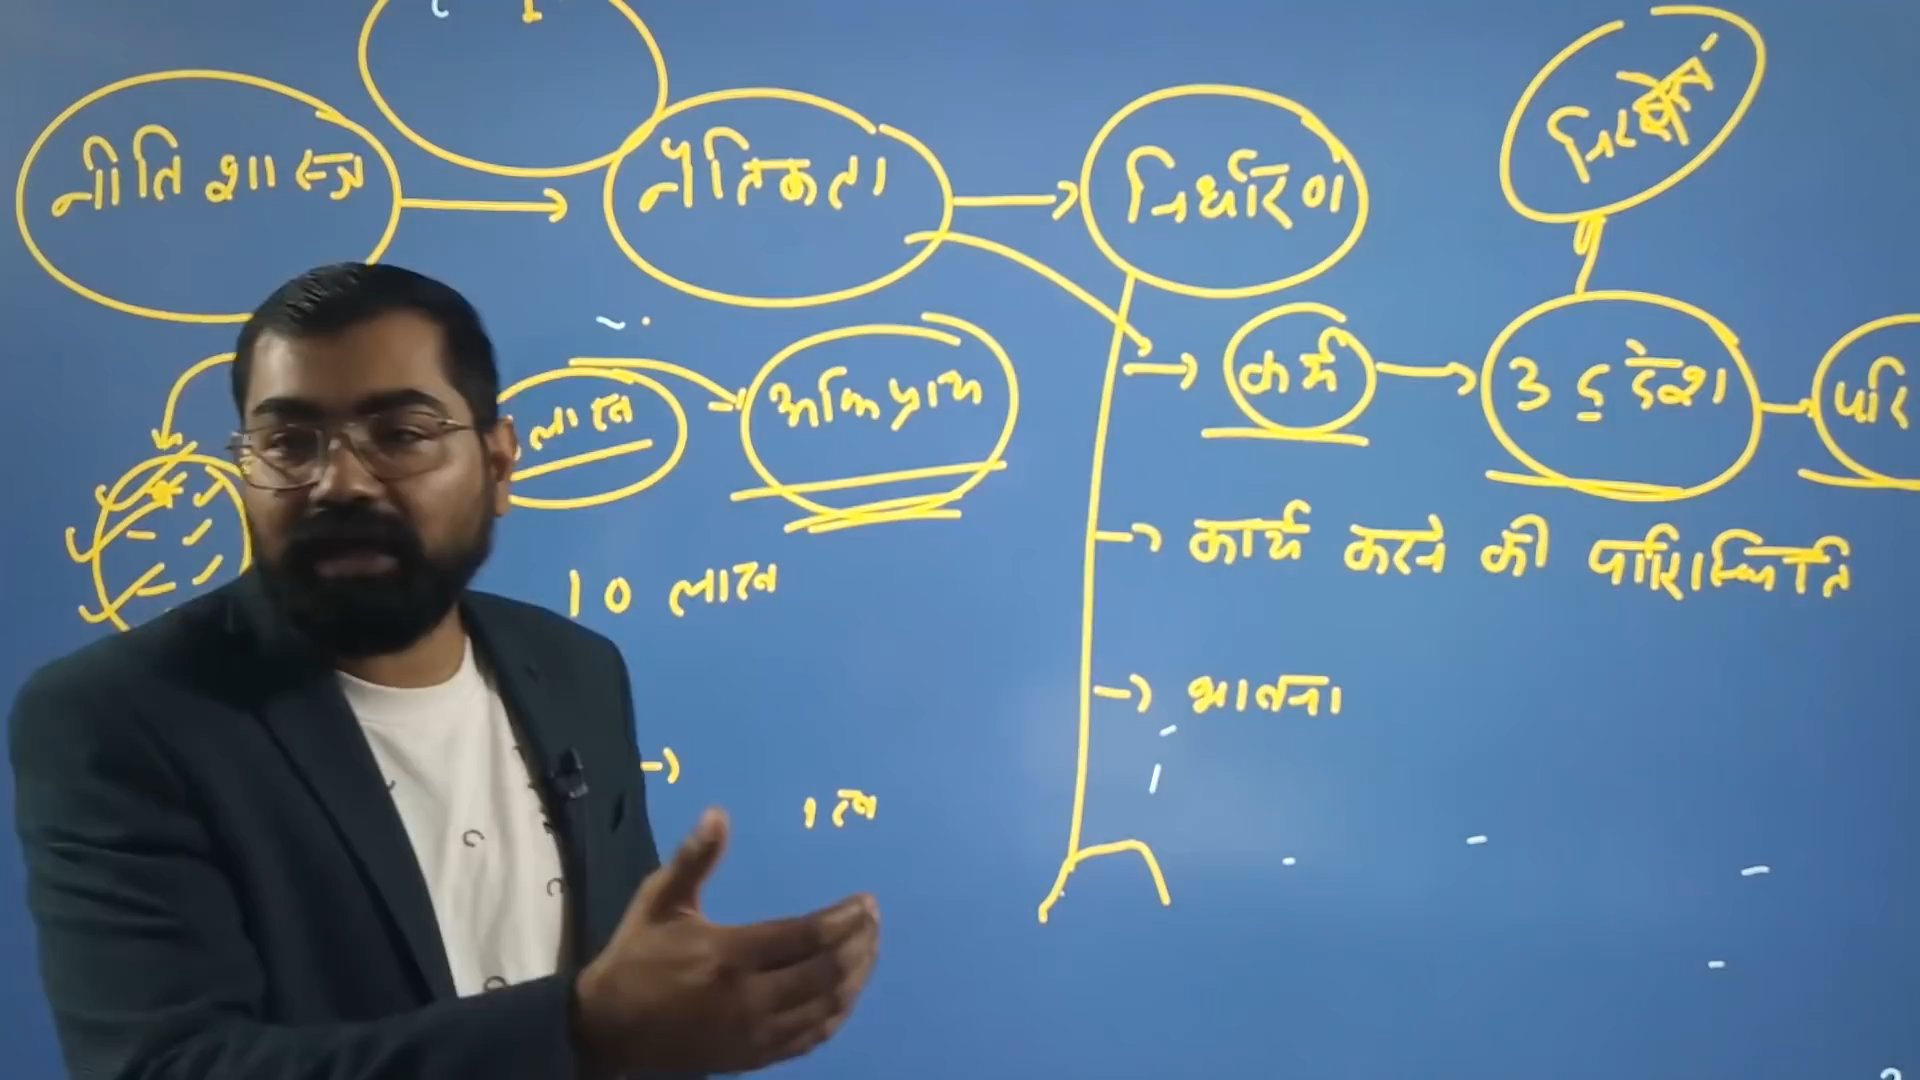 नीतिशास्त्र
नैतिकता
निर्धारण
कर्म
उद्देश्य
परि
अभिप्राय
कार्य करने की परिस्थिति
10 लाख
भावना